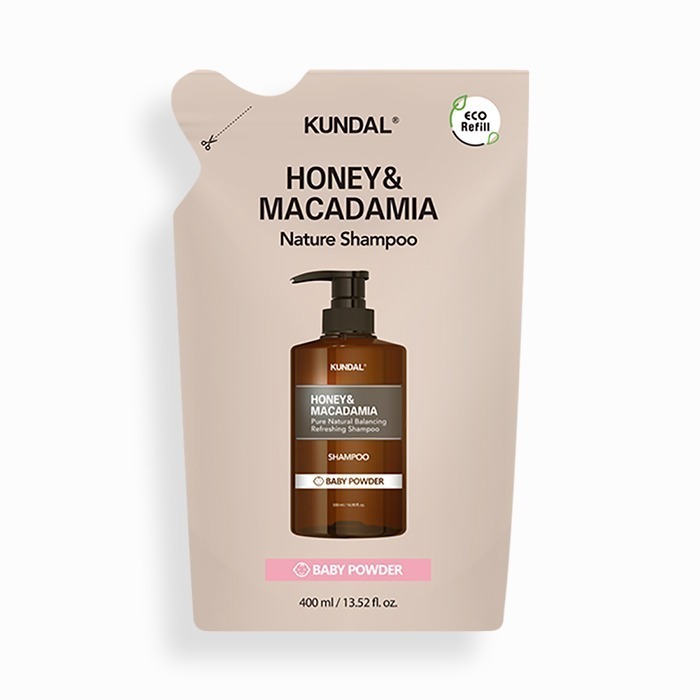 KUNDAL®
ECO
Refill
HONEY&
MACADAMIA
Nature Shampoo
KUNDAL®
HONEY&
MACADAMIA
Pure Natural Balancing
Refreshing Shampoo
SHAMPOO
BABY POWDER
BABY POWDER
400 ml / 13.52 fl. oz.